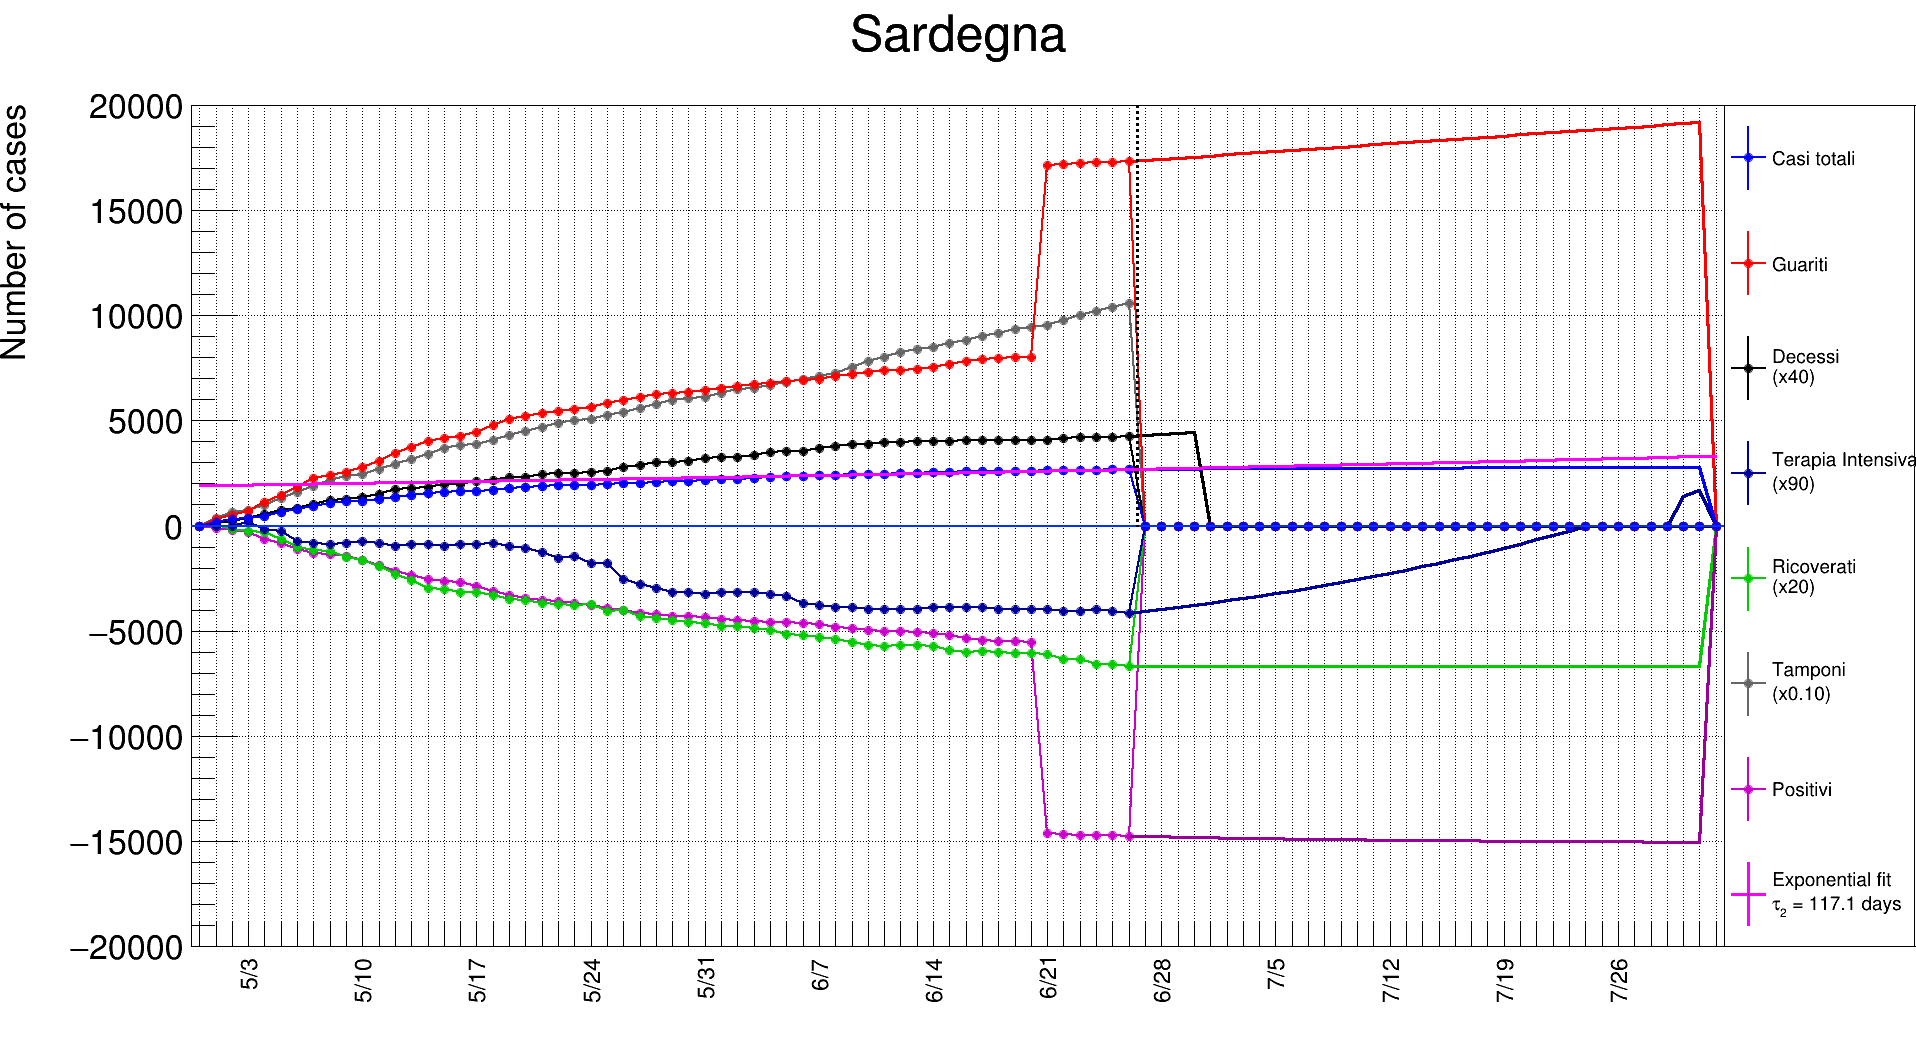 Sardegna
Number of cases
20000
15000
10000
5000
0
−5000
−10000
−15000
−20000
5/3
5/10
5/17
5/24
5/31
6/7
6/14
6/21
6/28
7/5
7/12
7/19
7/26
Casi totali
Guariti
Decessi
(x40)
Terapia Intensiva
(x90)
Ricoverati
(x20)
Tamponi
(x0.10)
Positivi
Exponential fit
τ2 = 117.1 days